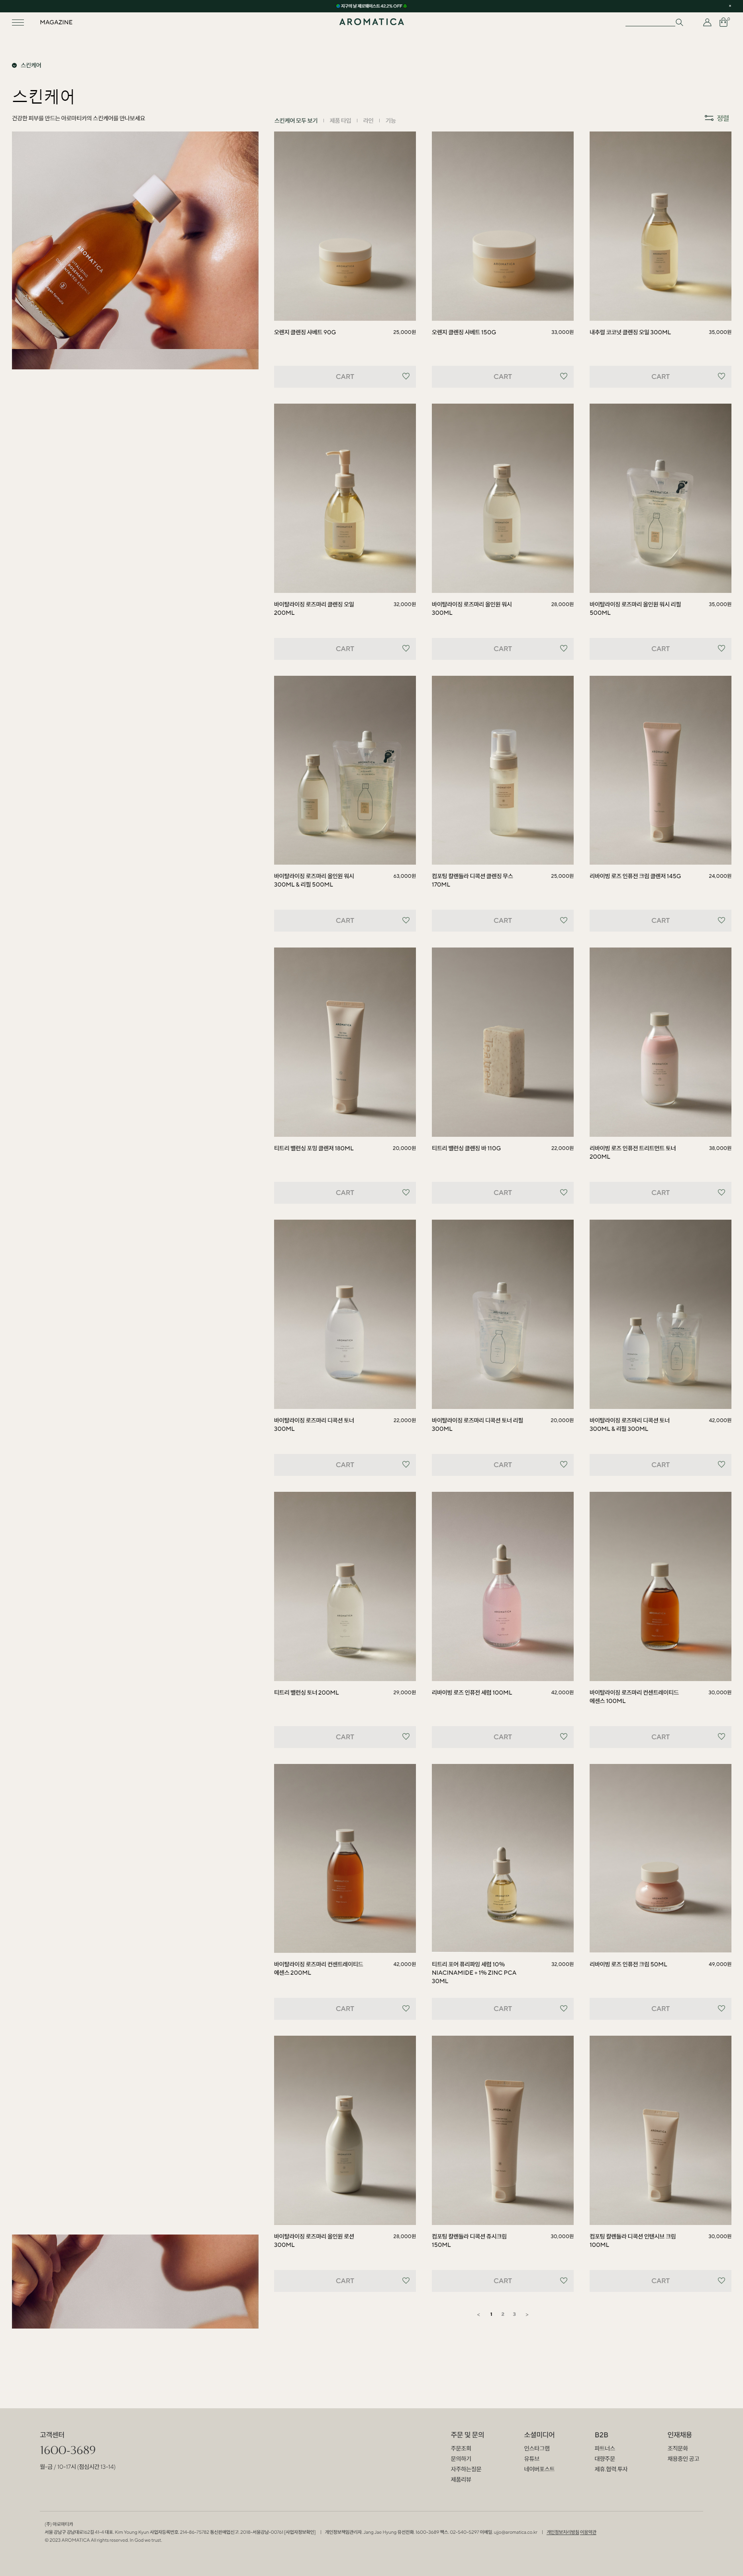 지구의 날 제로웨이스트 42.2% OFF
MAGAZINE
AROMATICA
스킨케어
스킨케어
건강한 피부를 만드는 아로마티카의 스킨케어를 만나보세요
스킨케어 모두 보기 | 제품 타입 | 라인 | 기능
정렬
AROMATICA
오렌지 클렌징 샤베트 90G 25,000원
오렌지 클렌징 샤베트 150G 33,000원
내추럴 코코넛 클렌징 오일 300ML 35,000원
CART CART CART
바이탈라이징 로즈마리 클렌징 오일 200ML 32,000원
바이탈라이징 로즈마리 올인원 워시 300ML 28,000원
바이탈라이징 로즈마리 올인원 워시 리필 500ML 35,000원
CART CART CART
바이탈라이징 로즈마리 올인원 워시 300ML & 리필 500ML 63,000원
컴포팅 칼렌둘라 디콕션 클렌징 무스 170ML 25,000원
리바이빙 로즈 인퓨전 크림 클렌저 145G 24,000원
CART CART CART
티트리 밸런싱 포밍 클렌저 180ML 20,000원
티트리 밸런싱 클렌징 바 110G 22,000원
리바이빙 로즈 인퓨전 트리트먼트 토너 200ML 38,000원
CART CART CART
바이탈라이징 로즈마리 디콕션 토너 300ML 22,000원
바이탈라이징 로즈마리 디콕션 토너 리필 300ML 20,000원
바이탈라이징 로즈마리 디콕션 토너 300ML & 리필 300ML 42,000원
CART CART CART
티트리 밸런싱 토너 200ML 29,000원
리바이빙 로즈 인퓨전 세럼 100ML 42,000원
바이탈라이징 로즈마리 컨센트레이티드 에센스 100ML 30,000원
CART CART CART
바이탈라이징 로즈마리 컨센트레이티드 에센스 200ML 42,000원
티트리 포어 퓨리파잉 세럼 10% NIACINAMIDE + 1% ZINC PCA 30ML 32,000원
리바이빙 로즈 인퓨전 크림 50ML 49,000원
CART CART CART
바이탈라이징 로즈마리 올인원 로션 300ML 28,000원
컴포팅 칼렌둘라 디콕션 쥬시크림 150ML 30,000원
컴포팅 칼렌둘라 디콕션 인텐시브 크림 100ML 30,000원
CART CART CART
< 1 2 3 >
고객센터
1600-3689
월-금 / 10-17시 (점심시간 13-14)
주문 및 문의
주문조회
문의하기
자주하는질문
제품리뷰
소셜미디어
인스타그램
유튜브
네이버포스트
B2B
파트너스
대량주문
제휴.협력.투자
인재채용
조직문화
채용중인 공고
(주) 아로마티카
© 2023 AROMATICA All rights reserved. In God we trust.